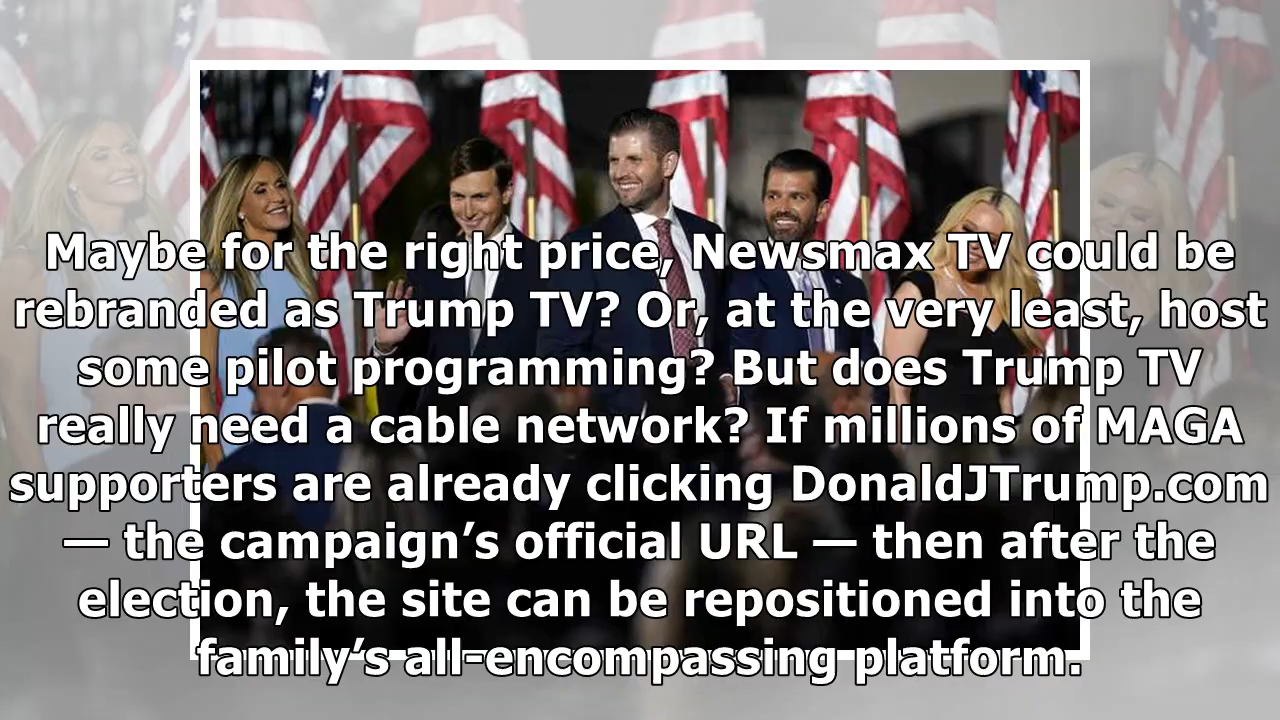 Maybe for the right price, Newsmax TV could be
rebranded as Trump TV? Or, at the very least, host
some pilot programming? But does Trump TV
really need a cable network? If millions of MAGA
supporters are already clicking DonaldJTrump.com
— the campaign’s official URL — then after the
election, the site can be repositioned into the
family’s all-encompassing platform.